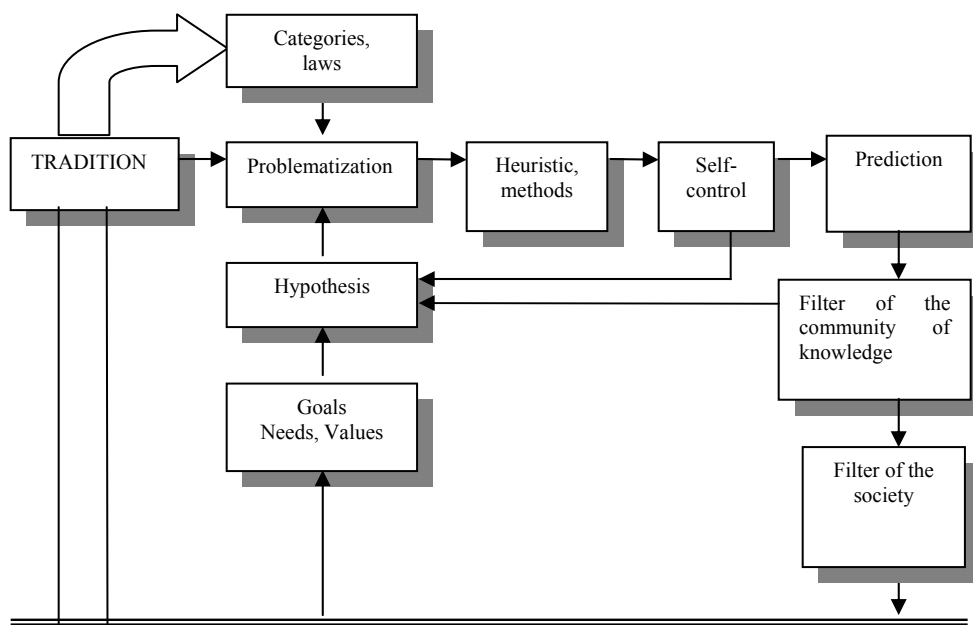 Categories,
laws
TRADITION
Problematization
Heuristic,
methods
Self-
control
Prediction
Hypothesis
Filter of the
community of
knowledge
Goals
Needs, Values
Filter of the
society